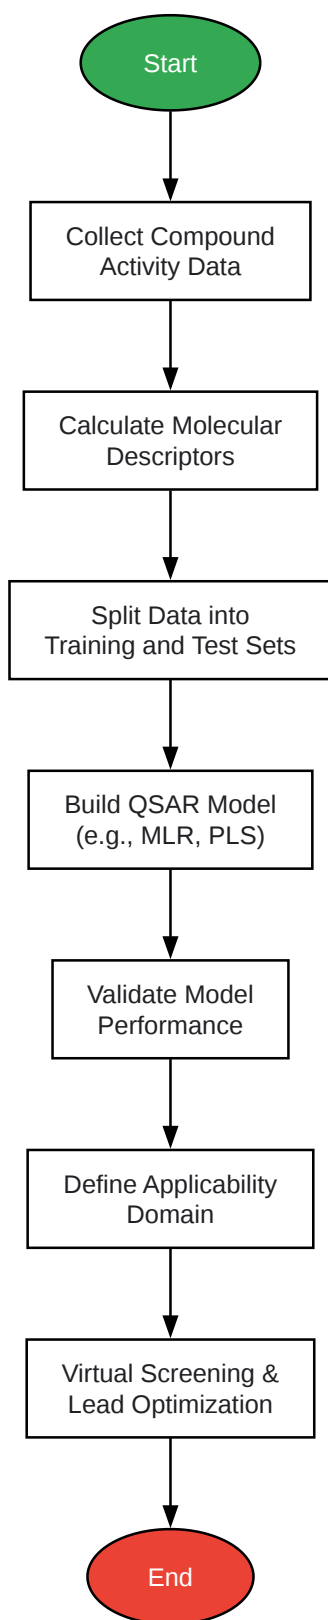 Start
Collect Compound
Activity Data
Calculate Molecular
Descriptors
Split Data into
Training and Test Sets
Build QSAR Model
(e.g., MLR, PLS)
Validate Model
Performance
Define Applicability
Domain
Virtual Screening &
Lead Optimization
End